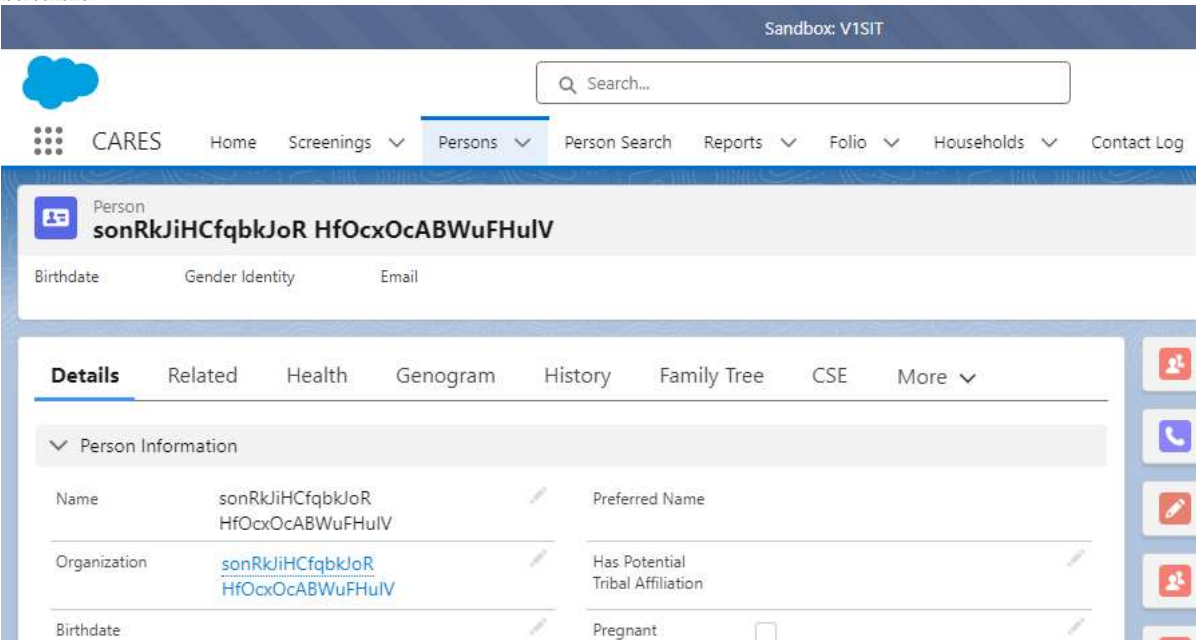 Sandbox: V1SIT
Search...
CARES Home Screenings Persons Person Search Reports Folio Households Contact Log
Person
sonRkJiHCfqbkJoR HfOcxOcABWuFHulV
Birthdate Gender Identity Email
Details Related Health Genogram History Family Tree CSE More
Person Information
Name sonRkJiHCfqbkJoR Preferred Name
HfOcxOcABWuFHulV
Organization sonRkJiHCfqbkJoR Has Potential
HfOcxOcABWuFHulV Tribal Affiliation
Birthdate Pregnant